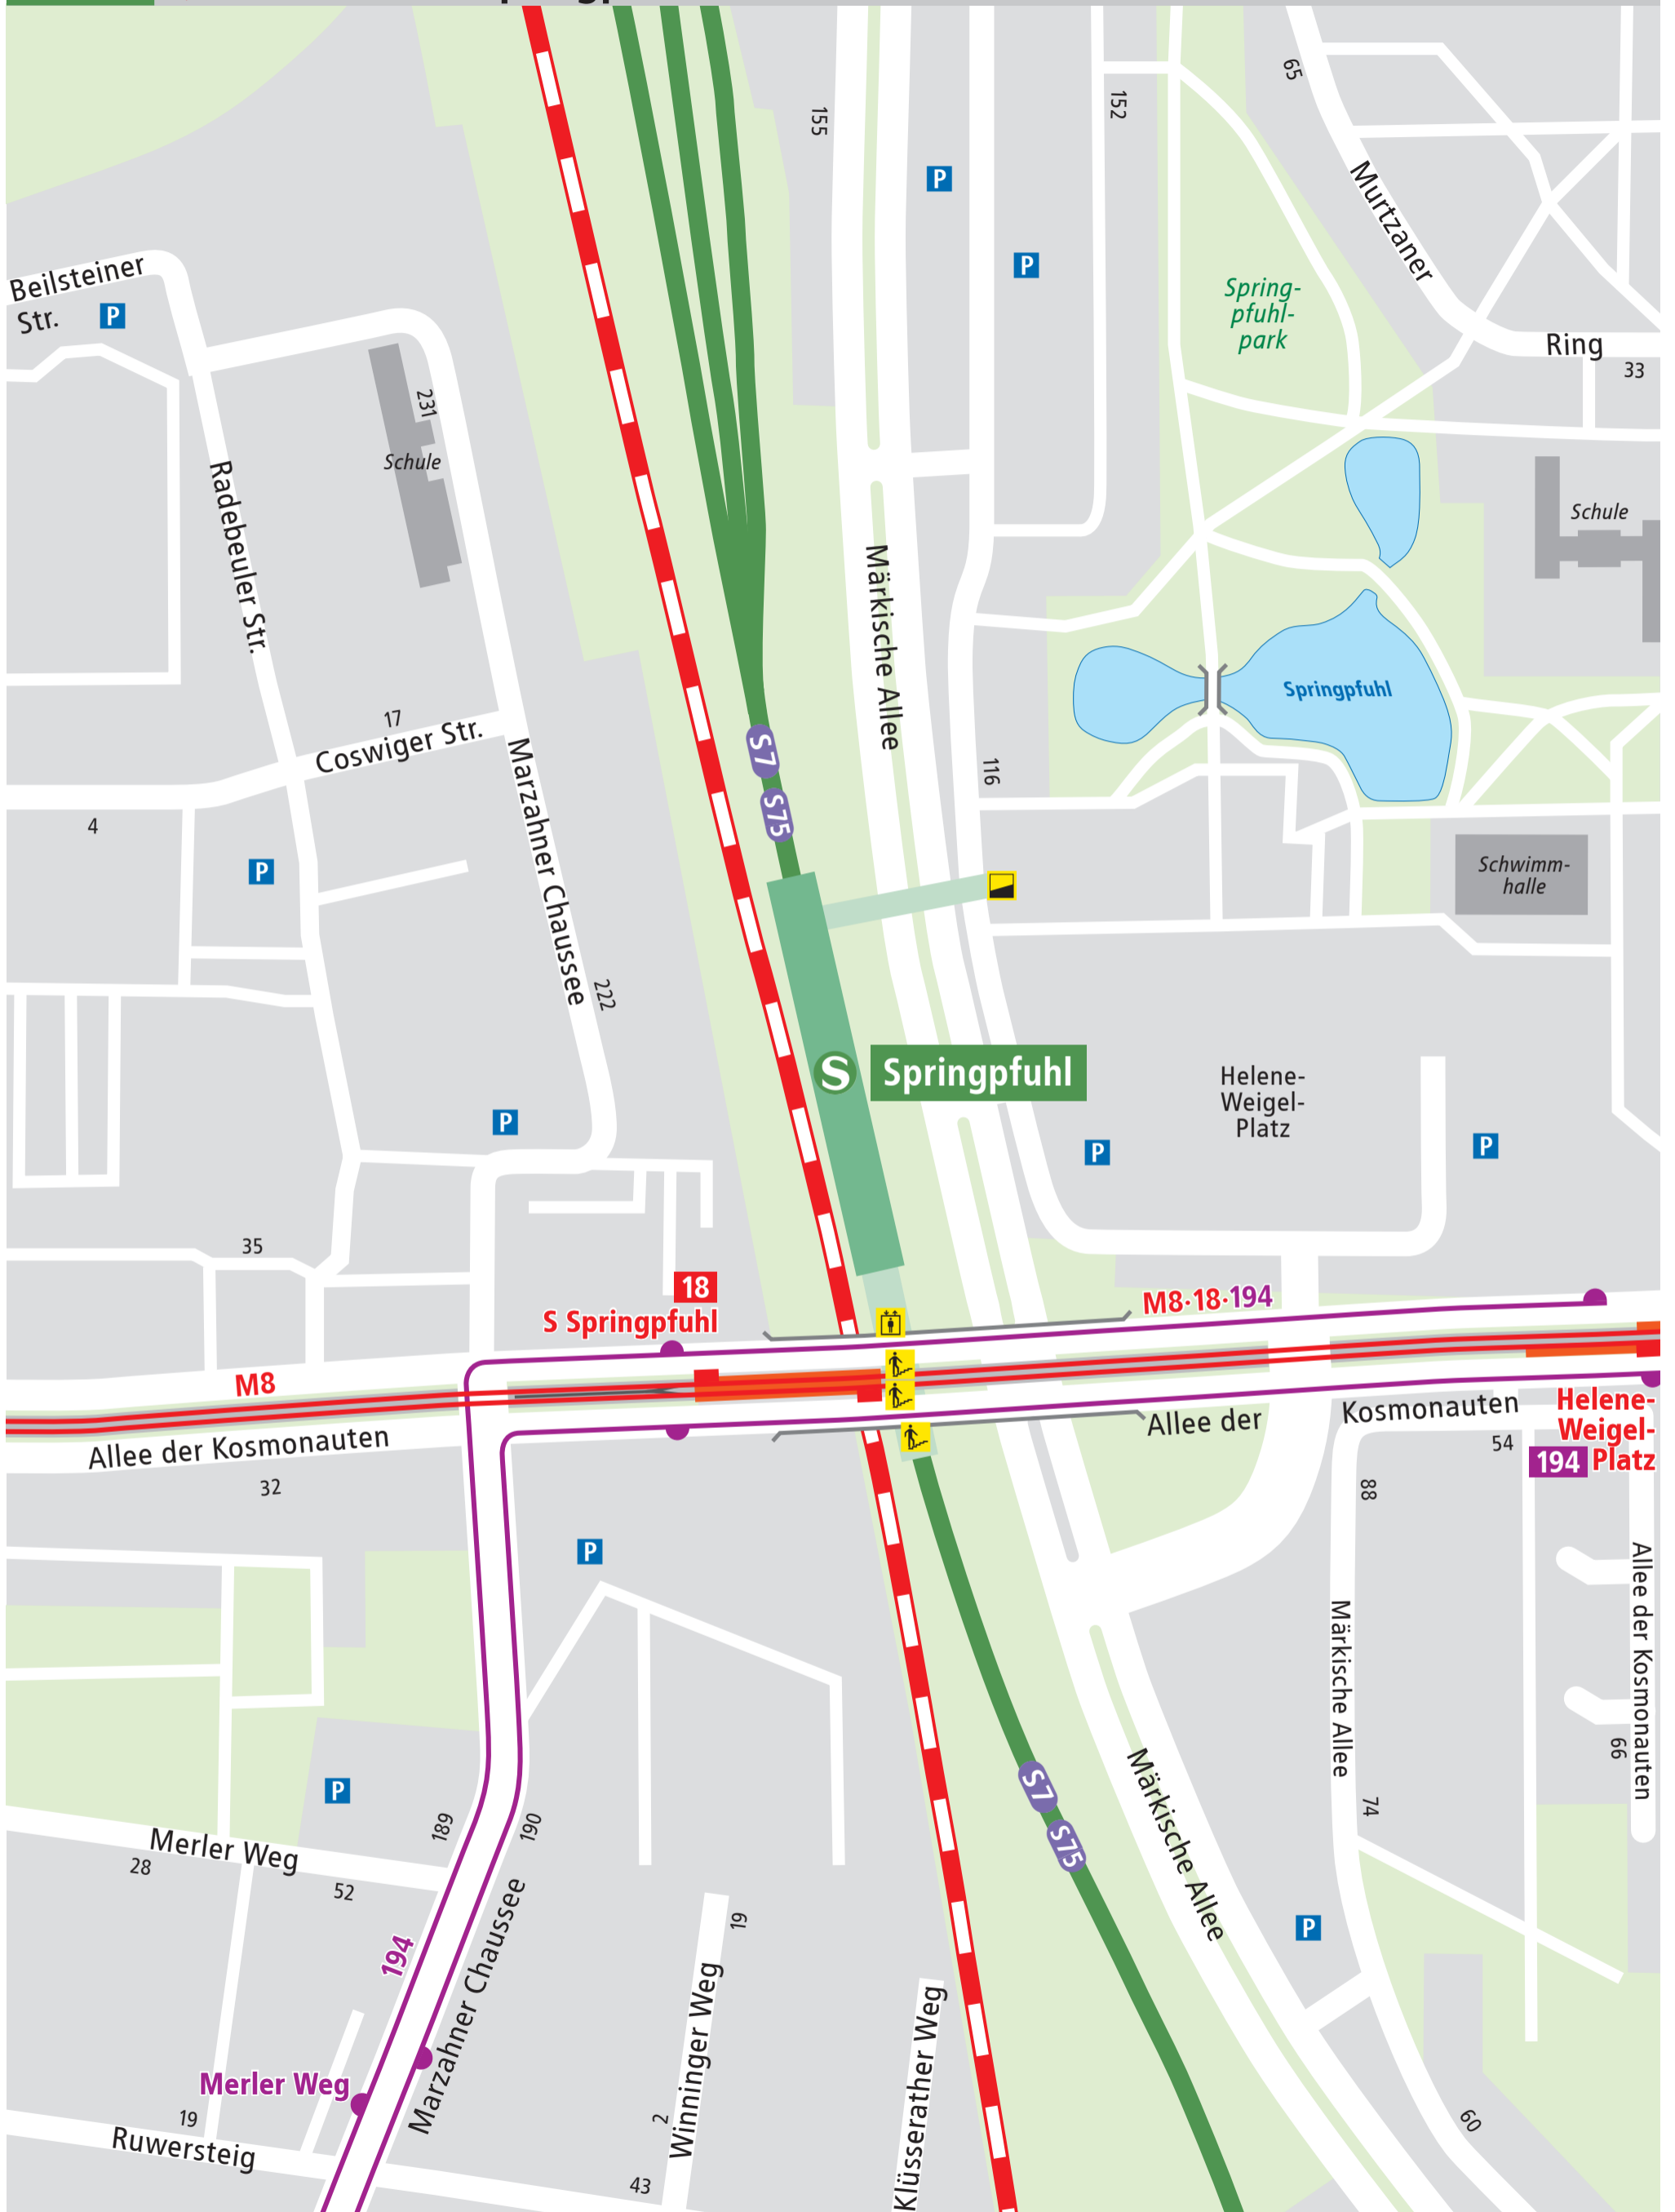 155
152
65
P
Murtzaner
Beilsteiner
Str.
P
P
Spring-
pfuhl-
park
Ring
33
231
Schule
Radebeuler Str.
Schule
Märkische Allee
Springpfuhl
17
Coswiger Str.
S7
116
Marzahner Chaussee
S75
4
P
Schwimm-
halle
222
S
Springpfuhl
Helene-
Weigel-
Platz
P
P
P
35
18
S Springpfuhl
M8·18·194
M8
Allee der Kosmonauten
Allee der
Kosmonauten
Helene-
Weigel-
194 Platz
54
32
88
P
Allee der Kosmonauten
Märkische Allee
66
S7
74
P
S75
Märkische Allee
189
190
Merler Weg
28
52
P
19
194
Marzahner Chaussee
Winninger Weg
Klüsserather Weg
Merler Weg
19
2
60
Ruwersteig
43